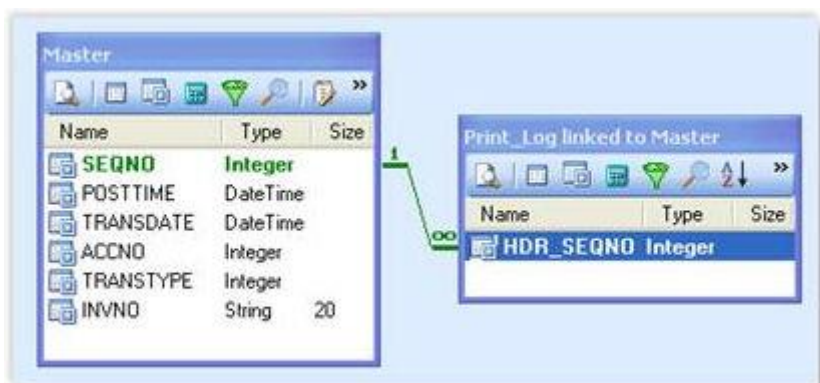 Master
»
Name Type Size
SEQNO Integer
POSTTIME DateTime
TRANSDATE DateTime
ACCNO Integer
TRANSTYPE Integer
INVNO String 20
1
∞
Print_Log linked to Master
A Z »
Name Type Size
HDR_SEQNO Integer